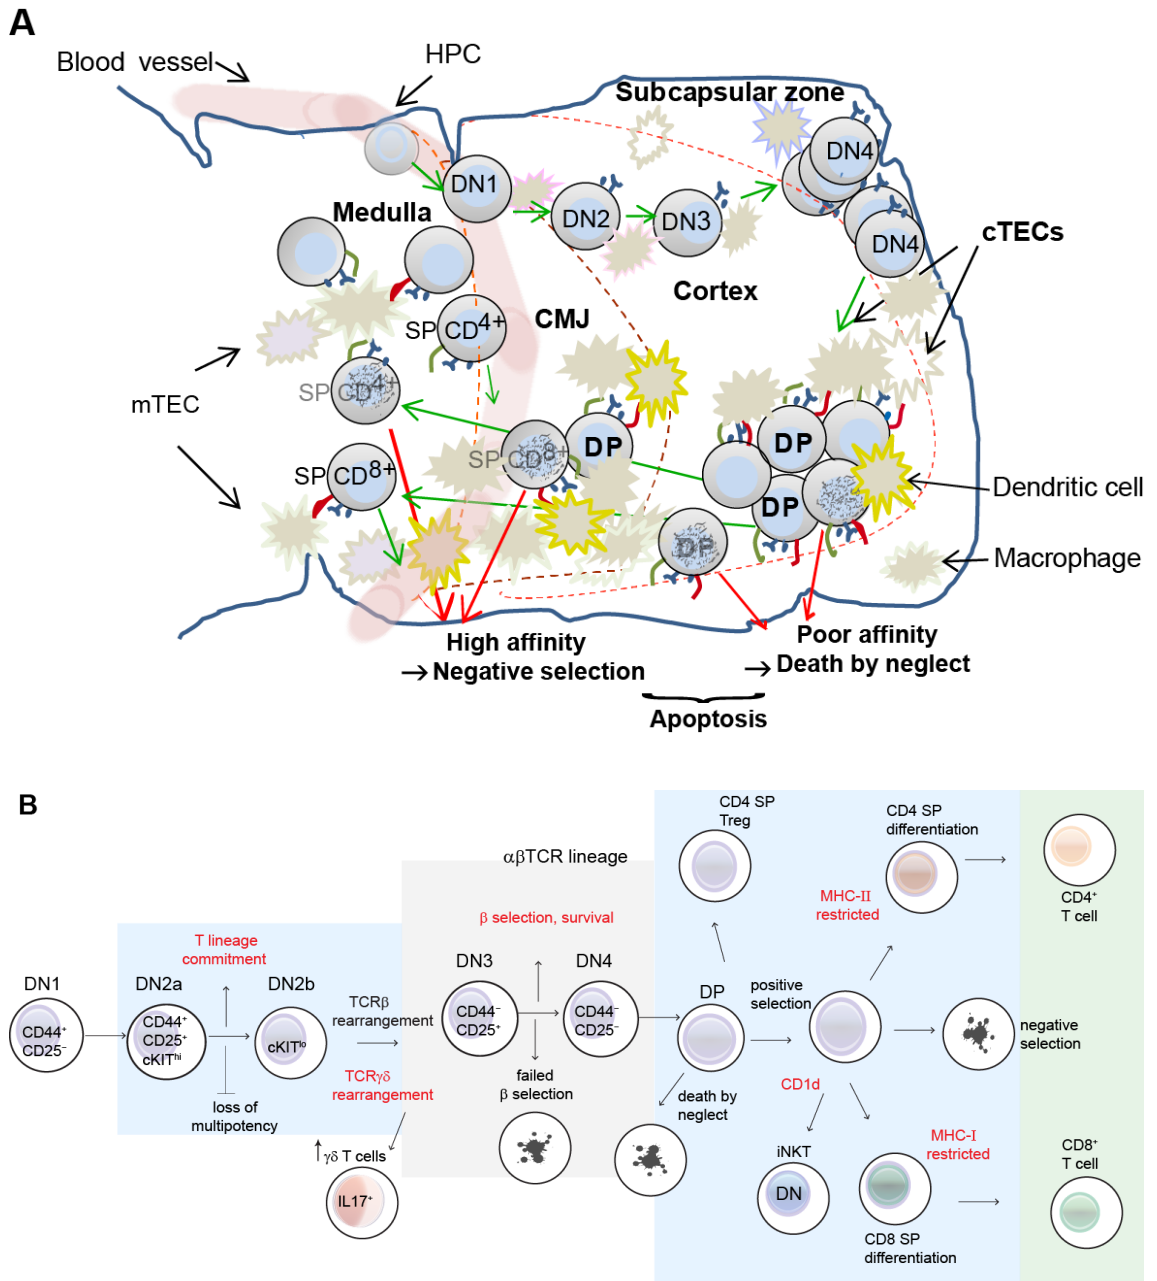 A
Blood vessel
HPC
Subcapsular zone
DN4
DN1
DN2
DN3
Medulla
DN4
cTECs
Cortex
CMJ
SP CD4+
SP CD4+
mTEC
DP
DP
SP CD8+
SP CD8+
Dendritic cell
DP
DP
Macrophage
High affinity
→ Negative selection
Poor affinity
→ Death by neglect
Apoptosis
B
CD4 SP
Treg
CD4 SP
differentiation
αβTCR lineage
MHC-II
restricted
CD4⁺
T cell
β selection, survival
T lineage
commitment
DN1
DN2a
DN2b
DN3
DN4
DP
positive
selection
CD44⁺
CD25⁻
CD44⁺
CD25⁺
cKITʰⁱ
cKITˡᵒ
TCRβ
rearrangement
CD44⁻
CD25⁺
CD44⁻
CD25⁻
negative
selection
TCRγδ
rearrangement
failed
β selection
death by
neglect
CD1d
loss of
multipotency
MHC-I
restricted
↑ γδ T cells
iNKT
CD8⁺
T cell
IL17⁺
DN
CD8 SP
differentiation